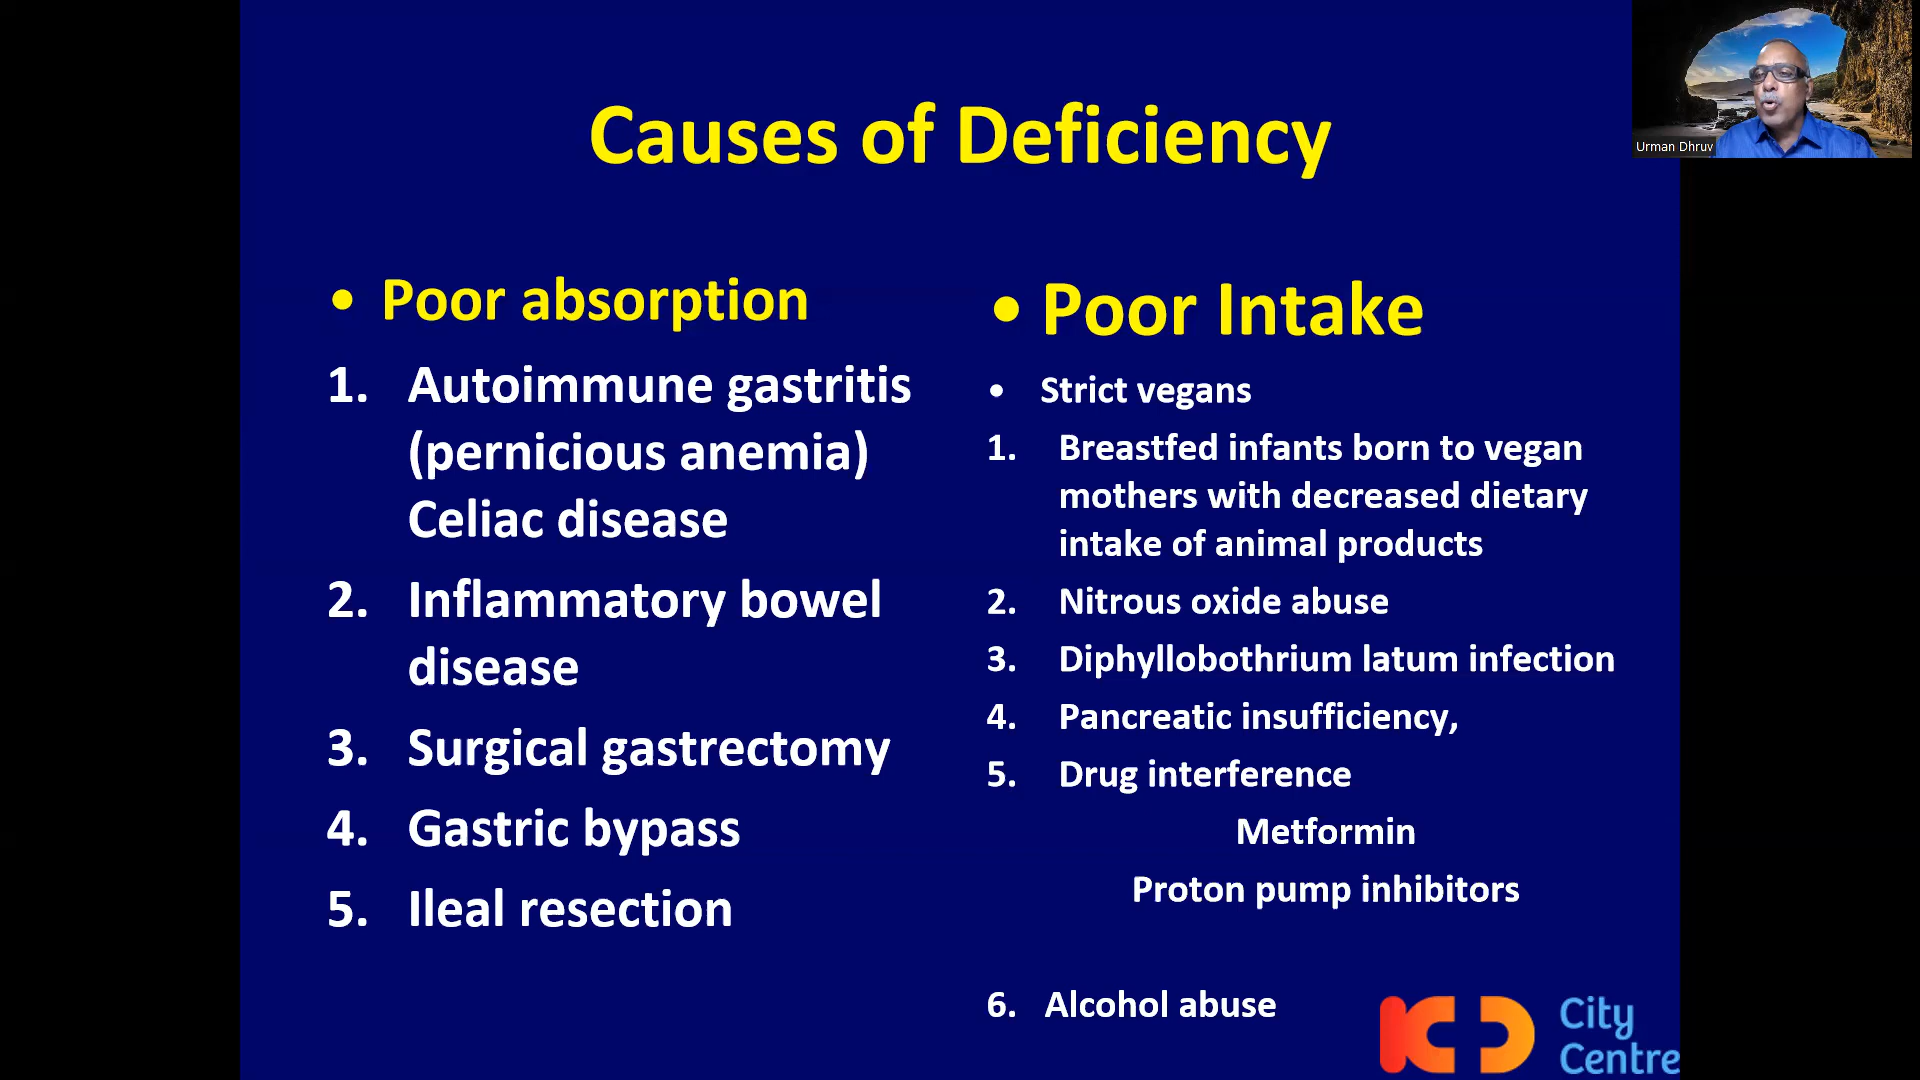 Causes of Deficiency
• Poor absorption
1. Autoimmune gastritis
(pernicious anemia)
Celiac disease
2. Inflammatory bowel
disease
3. Surgical gastrectomy
4. Gastric bypass
5. Ileal resection
• Poor Intake
• Strict vegans
1. Breastfed infants born to vegan
mothers with decreased dietary
intake of animal products
2. Nitrous oxide abuse
3. Diphyllobothrium latum infection
4. Pancreatic insufficiency,
5. Drug interference
Metformin
Proton pump inhibitors
6. Alcohol abuse
KD City
Centre
Urman Dhruv